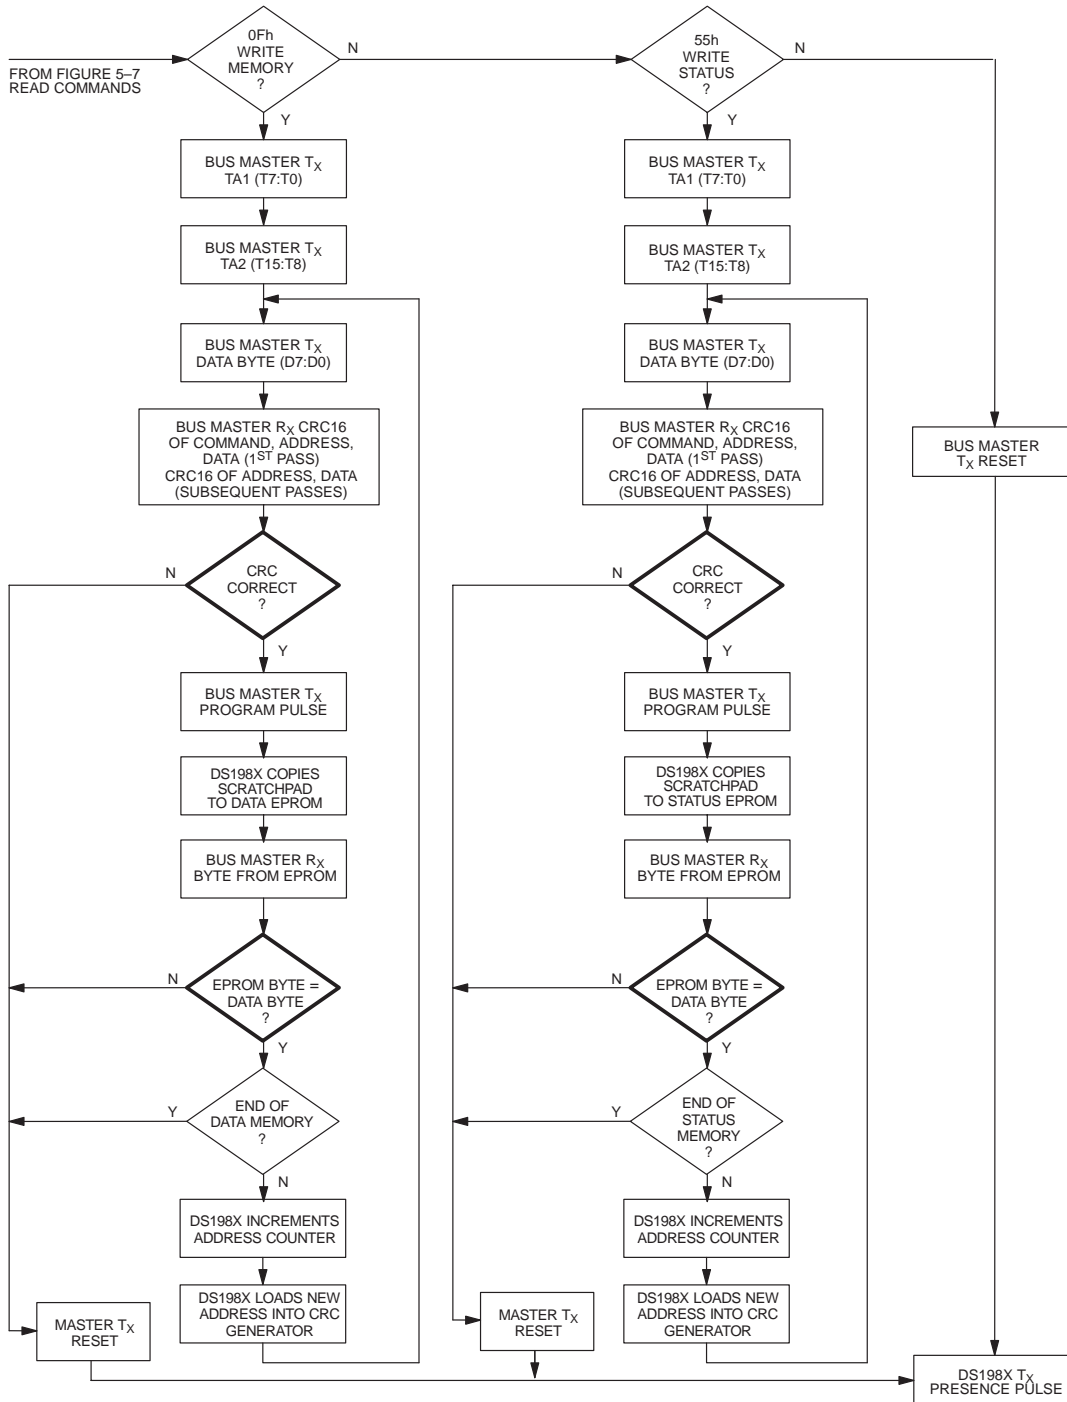 0Fh
WRITE
MEMORY
?
N
FROM FIGURE 5–7
READ COMMANDS
Y
BUS MASTER TX
TA1 (T7:T0)
BUS MASTER TX
TA2 (T15:T8)
BUS MASTER TX
DATA BYTE (D7:D0)
BUS MASTER RX CRC16
OF COMMAND, ADDRESS,
DATA (1ST PASS)
CRC16 OF ADDRESS, DATA
(SUBSEQUENT PASSES)
N
CRC
CORRECT
?
Y
BUS MASTER TX
PROGRAM PULSE
DS198X COPIES
SCRATCHPAD
TO DATA EPROM
BUS MASTER RX
BYTE FROM EPROM
N
EPROM BYTE =
DATA BYTE
?
Y
Y
END OF
DATA MEMORY
?
N
DS198X INCREMENTS
ADDRESS COUNTER
DS198X LOADS NEW
ADDRESS INTO CRC
GENERATOR
MASTER TX
RESET
55h
WRITE
STATUS
?
N
Y
BUS MASTER TX
TA1 (T7:T0)
BUS MASTER TX
TA2 (T15:T8)
BUS MASTER TX
DATA BYTE (D7:D0)
BUS MASTER RX CRC16
OF COMMAND, ADDRESS,
DATA (1ST PASS)
CRC16 OF ADDRESS, DATA
(SUBSEQUENT PASSES)
N
CRC
CORRECT
?
Y
BUS MASTER TX
PROGRAM PULSE
DS198X COPIES
SCRATCHPAD
TO STATUS EPROM
BUS MASTER RX
BYTE FROM EPROM
N
EPROM BYTE =
DATA BYTE
?
Y
Y
END OF
STATUS
MEMORY
?
N
DS198X INCREMENTS
ADDRESS COUNTER
DS198X LOADS NEW
ADDRESS INTO CRC
GENERATOR
MASTER TX
RESET
BUS MASTER
TX RESET
DS198X TX
PRESENCE PULSE